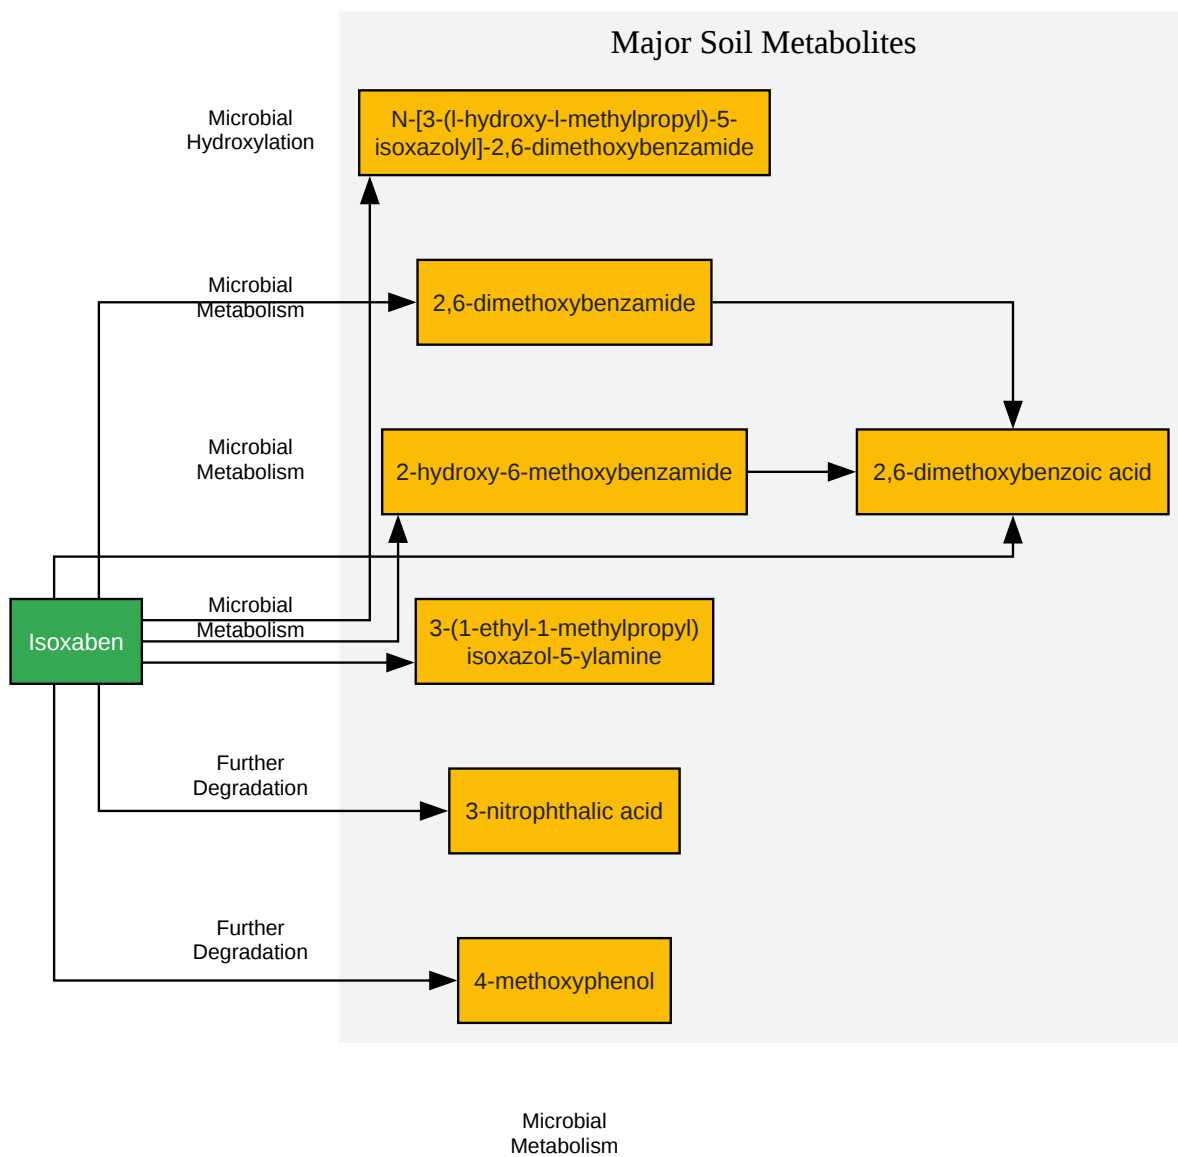 Major Soil Metabolites
Microbial
Hydroxylation
N-[3-(l-hydroxy-l-methylpropyl)-5-
isoxazolyl]-2,6-dimethoxybenzamide
Microbial
Metabolism
2,6-dimethoxybenzamide
Microbial
Metabolism
2-hydroxy-6-methoxybenzamide
2,6-dimethoxybenzoic acid
Isoxaben
Microbial
Metabolism
3-(1-ethyl-1-methylpropyl)
isoxazol-5-ylamine
Further
Degradation
3-nitrophthalic acid
Further
Degradation
4-methoxyphenol
Microbial
Metabolism